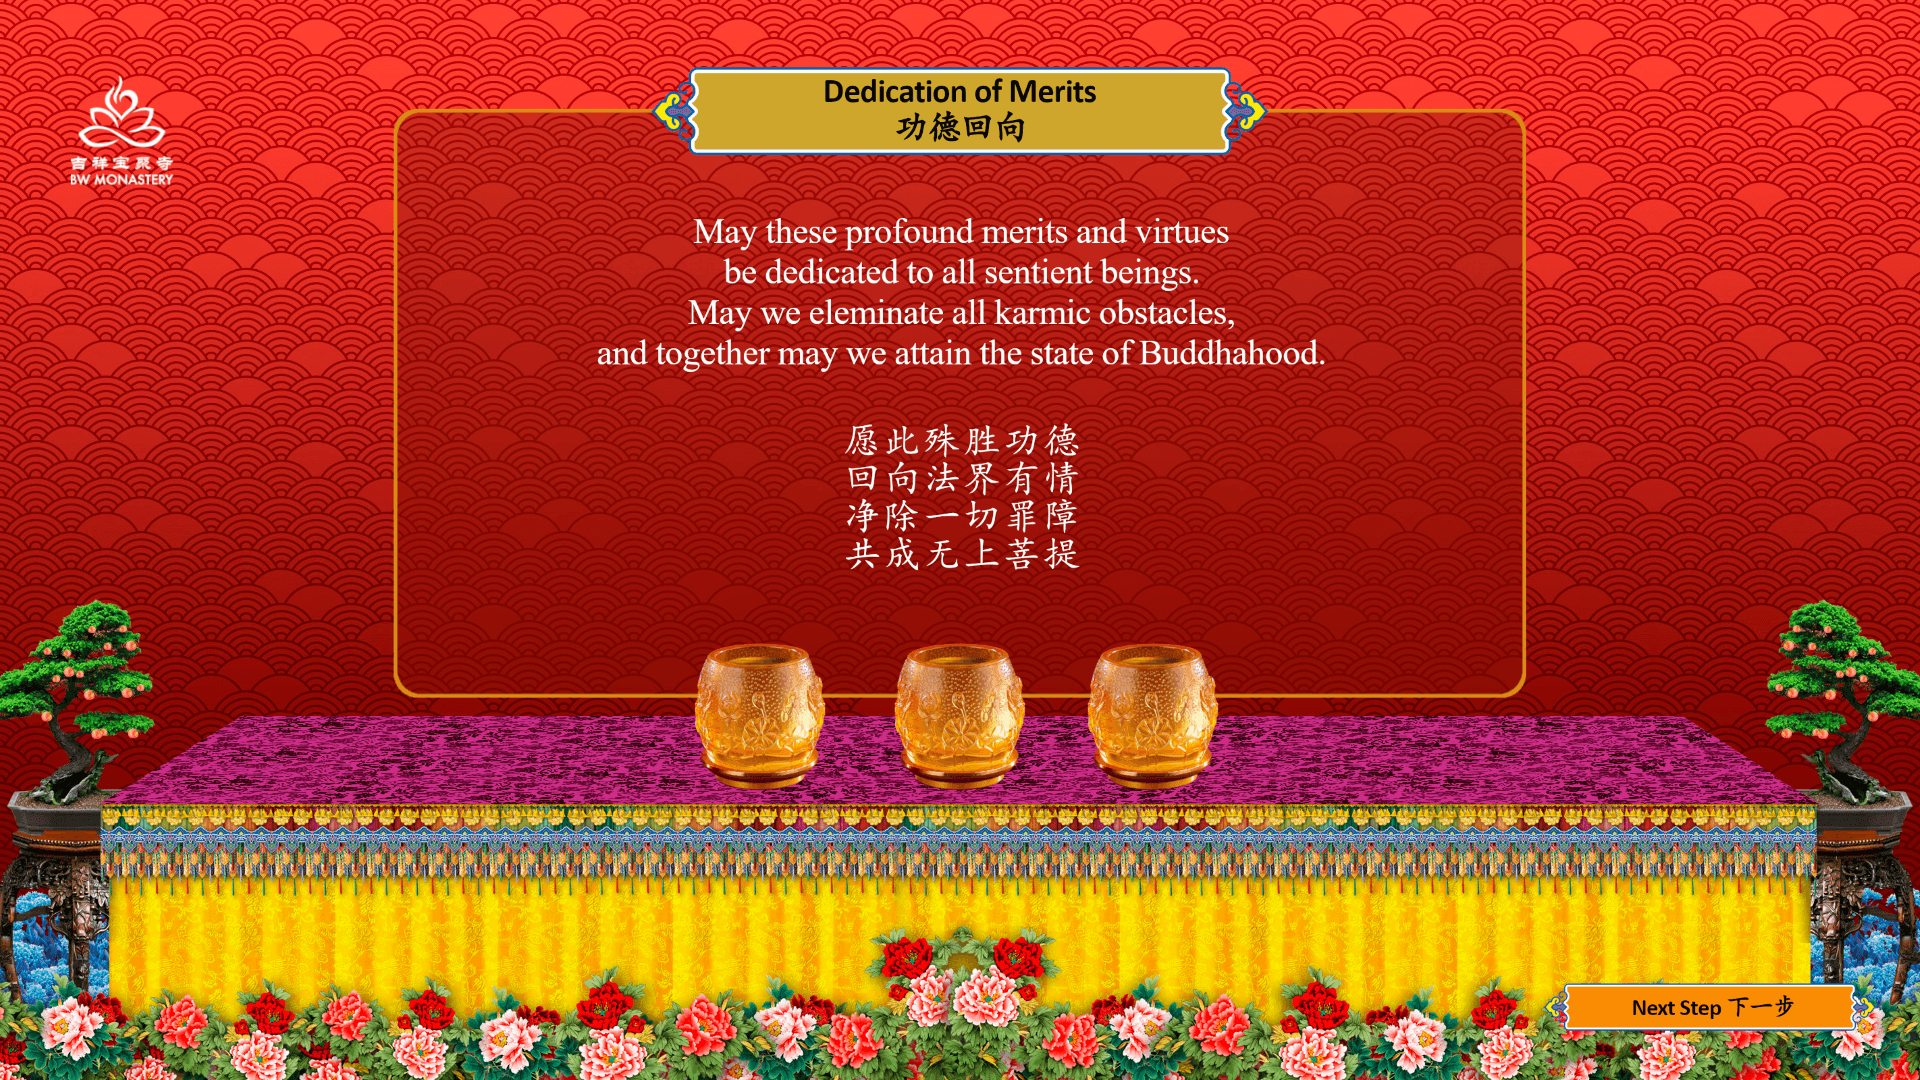 吉祥宝聚寺
BW MONASTERY
Dedication of Merits
功德回向
May these profound merits and virtues
be dedicated to all sentient beings.
May we eleminate all karmic obstacles,
and together may we attain the state of Buddhahood.
愿此殊胜功德
回向法界有情
净除一切罪障
共成无上菩提
Next Step 下一步